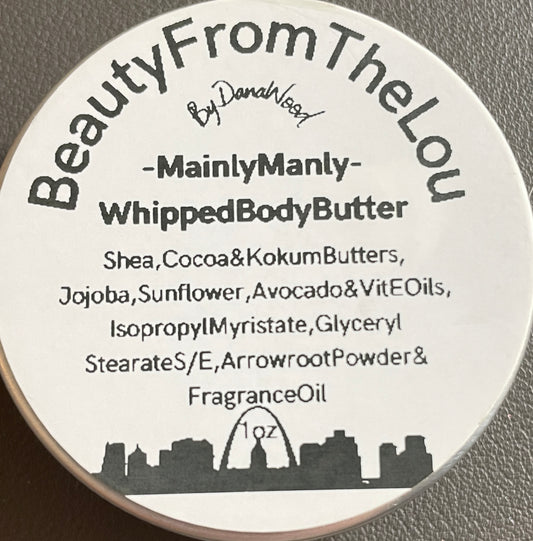 BeautyFromTheLou
ByDanaWood
-MainlyManly-
WhippedBodyButter
Shea,Cocoa&KokumButters,
Jojoba,Sunflower,Avocado&VitEOils,
IsopropylMyristate,Glyceryl
StearateS/E,ArrowrootPowder&
FragranceOil
1oz